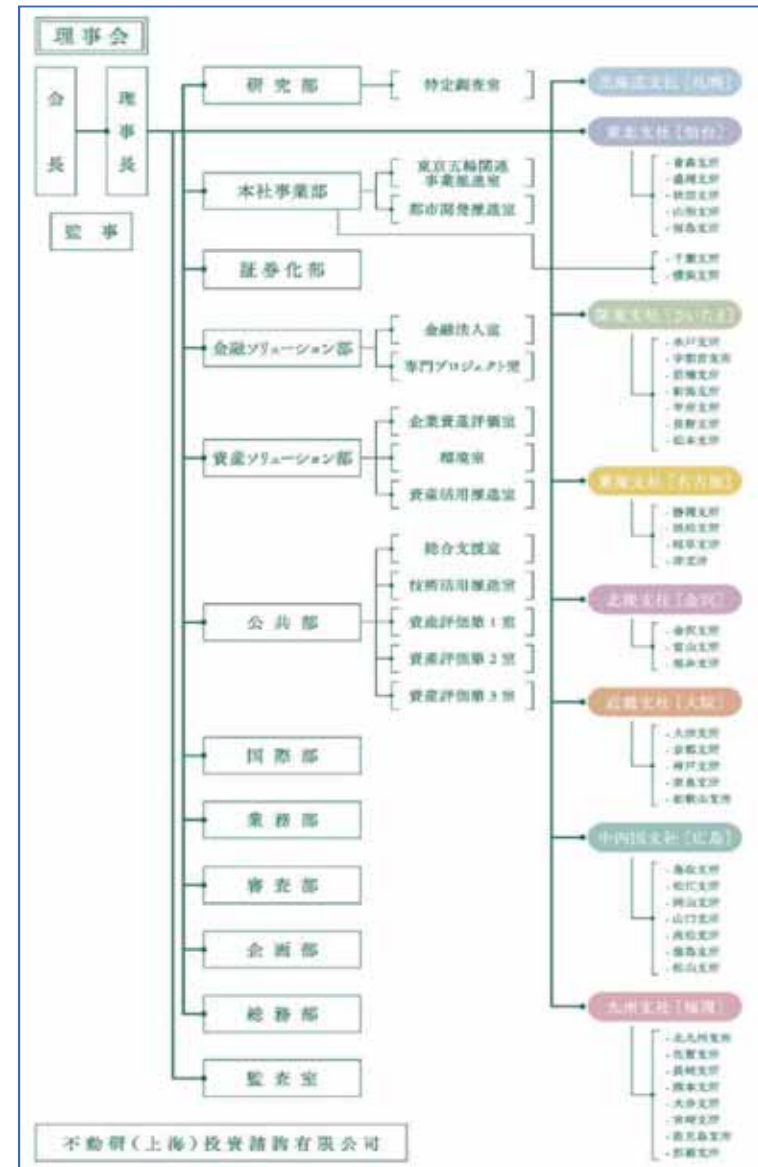 理事会
会長
理事長
監事
研究部
特定調査室
本社事業部
東京五輪関連
事業推進室
都市開発推進室
証券化部
金融ソリューション部
金融法人室
専門プロジェクト室
資産ソリューション部
企業資産評価室
環境室
資産活用推進室
公共部
総合支援室
技術活用推進室
資産評価第1室
資産評価第2室
資産評価第3室
国際部
業務部
審査部
企画部
総務部
監査室
不動研(上海)投資諮詢有限公司
北海道支社［札幌］
東北支社［仙台］
- 青森支所
- 盛岡支所
- 秋田支所
- 山形支所
- 福島支所
- 千葉支所
- 横浜支所
関東支社［さいたま］
- 水戸支所
- 宇都宮支所
- 前橋支所
- 新潟支所
- 甲府支所
- 長野支所
- 松本支所
東海支社［名古屋］
- 静岡支所
- 浜松支所
- 岐阜支所
- 津支所
北陸支社［金沢］
- 金沢支所
- 富山支所
- 福井支所
近畿支社［大阪］
- 大津支所
- 京都支所
- 神戸支所
- 奈良支所
- 和歌山支所
中四国支社［広島］
- 鳥取支所
- 松江支所
- 岡山支所
- 山口支所
- 高松支所
- 徳島支所
- 松山支所
九州支社［福岡］
- 北九州支所
- 佐賀支所
- 長崎支所
- 熊本支所
- 大分支所
- 宮崎支所
- 鹿児島支所
- 那覇支所